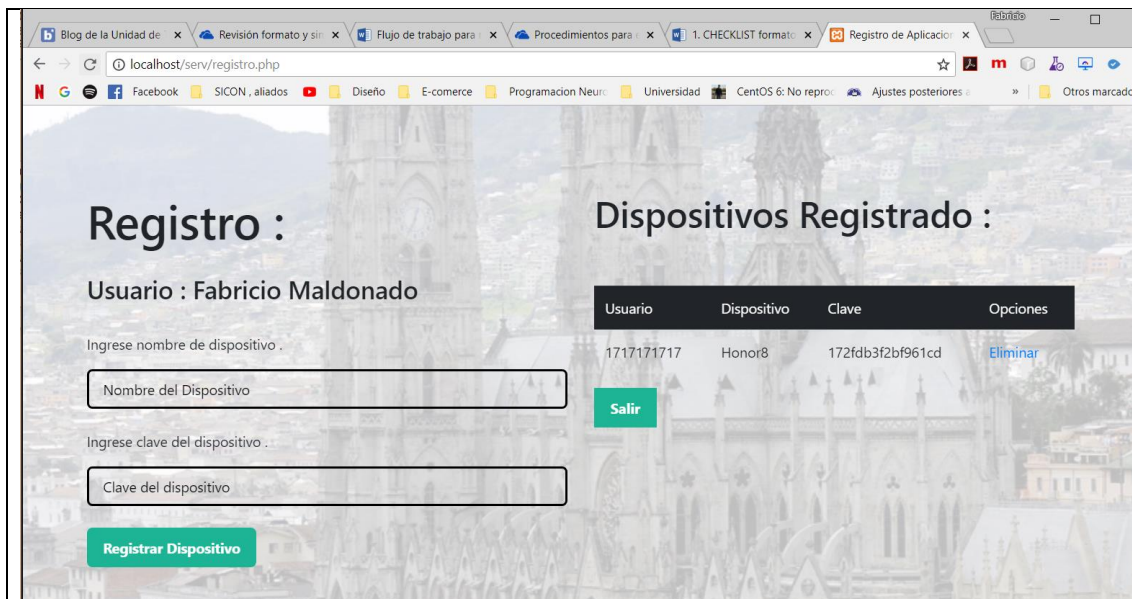 Fabricio
Blog de la Unidad de
Revisión formato y sin
Flujo de trabajo para
Procedimientos para
1. CHECKLIST formato
Registro de Aplicacion
localhost/serv/registro.php
Facebook
SICON , aliados
Diseño
E-comerce
Programacion Neuro
Universidad
CentOS 6: No reproc
Ajustes posteriores a
»
Otros marcado
Registro :
Usuario : Fabricio Maldonado
Ingrese nombre de dispositivo .
Nombre del Dispositivo
Ingrese clave del dispositivo .
Clave del dispositivo
Registrar Dispositivo
Dispositivos Registrado :
Usuario Dispositivo Clave Opciones
1717171717 Honor8 172fdb3f2bf961cd Eliminar
Salir